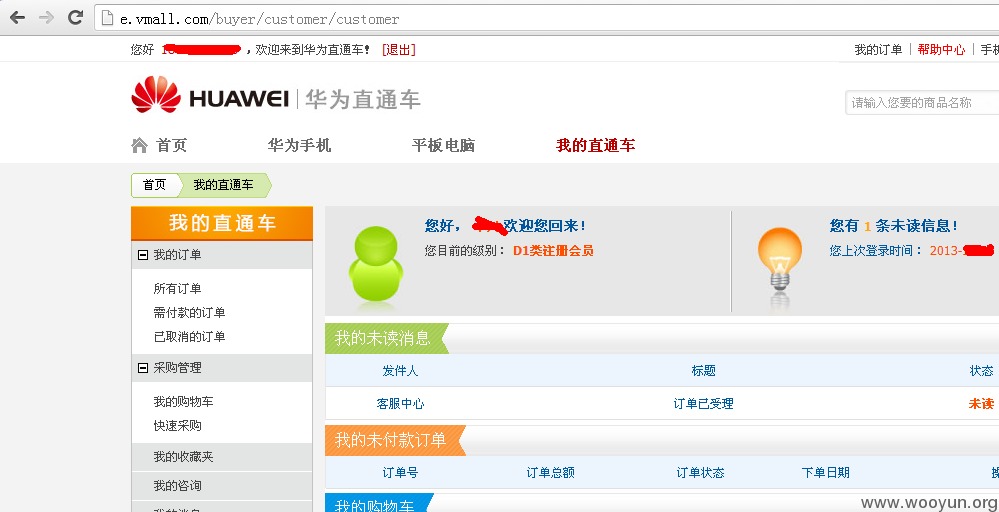 e.vmall.com/buyer/customer/customer
您好 ，欢迎来到华为直通车！ [退出] 我的订单 | 帮助中心 | 手机
HUAWEI | 华为直通车
请输入您要的商品名称
首页 华为手机 平板电脑 我的直通车
首页 我的直通车
我的直通车
您好， 欢迎您回来！
您目前的级别： D1类注册会员
您有 1 条未读信息！
您上次登录时间： 2013-
我的订单
所有订单
需付款的订单
已取消的订单
采购管理
我的购物车
快速采购
我的收藏夹
我的咨询
我的未读消息
发件人 标题 状态
客服中心 订单已受理 未读
我的未付款订单
订单号 订单总额 订单状态 下单日期
我的购物车
www.wooyun.org